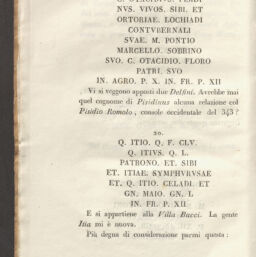 NVS. VIVOS. SIBI. ET
ORTORIAE. LOCHIADI
CONTVBERNALI
SVAE. M. PONTIO
MARCELLO. SOBRINO
SVO. C. OTACIDIO. FLORO
PATRI. SVO
IN. AGRO. P. X. IN. FR. P. XII
Vi si veggono apposti due Delfini. Avrebbe mai
quel cognome di Pisidinus alcuna relazione col
Pisidio Romolo, console occidentale del 343?
20.
Q. ITIO. Q. F. CLV.
Q. ITIVS. Q. L.
PATRONO. ET. SIBI
ET. ITIAE. SYMPHVRVSAE
ET. Q. ITIO. CELADI. ET
GN. MAIO. GN. L
IN. FR. P. XII
E si appartiene alla Villa Bacci. La gente
Itia mi è nuova.
Più degna di considerazione parmi questa: